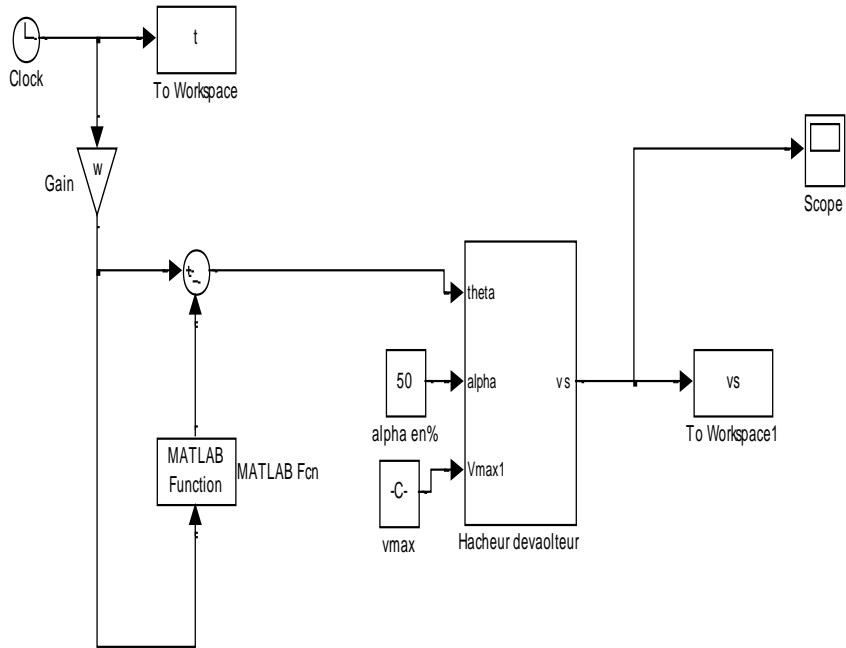 t
Clock
To Workspace
w
Gain
Scope
+
-
theta
50
alpha
vs
vs
alpha en%
To Workspace1
MATLAB
Function
MATLAB Fcn
-C-
Vmax1
vmax
Hacheur devaolteur